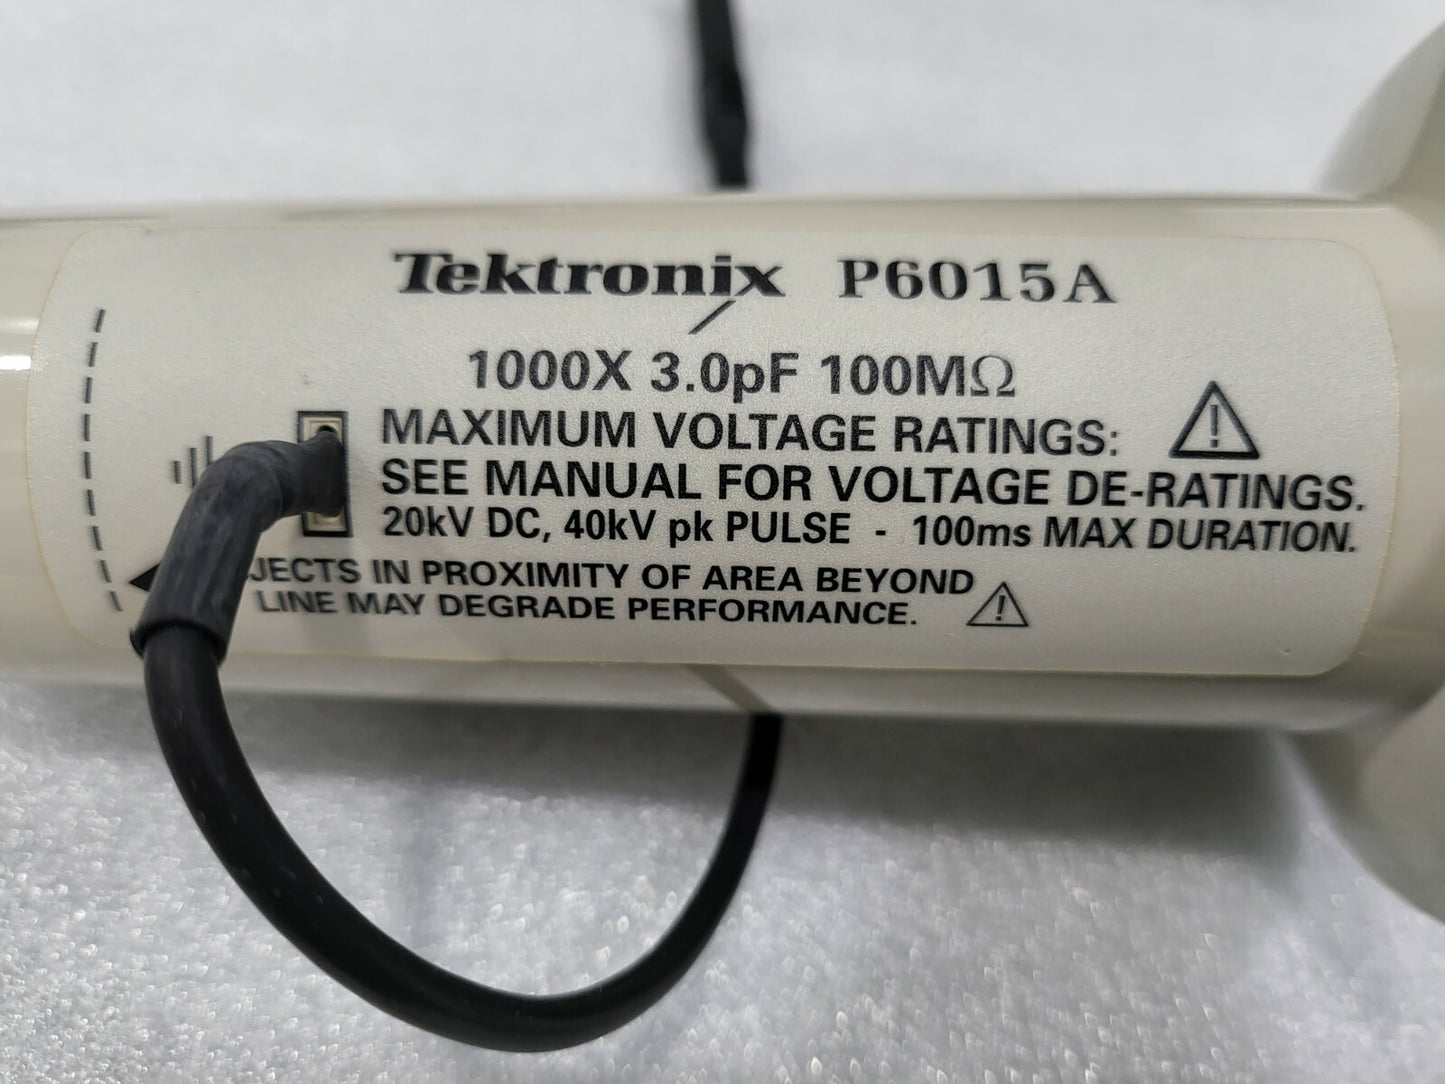 Tektronix P6015A
1000X 3.0pF 100MΩ
MAXIMUM VOLTAGE RATINGS:
SEE MANUAL FOR VOLTAGE DE-RATINGS.
20kV DC, 40kV pk PULSE - 100ms MAX DURATION.
JECTS IN PROXIMITY OF AREA BEYOND
LINE MAY DEGRADE PERFORMANCE.